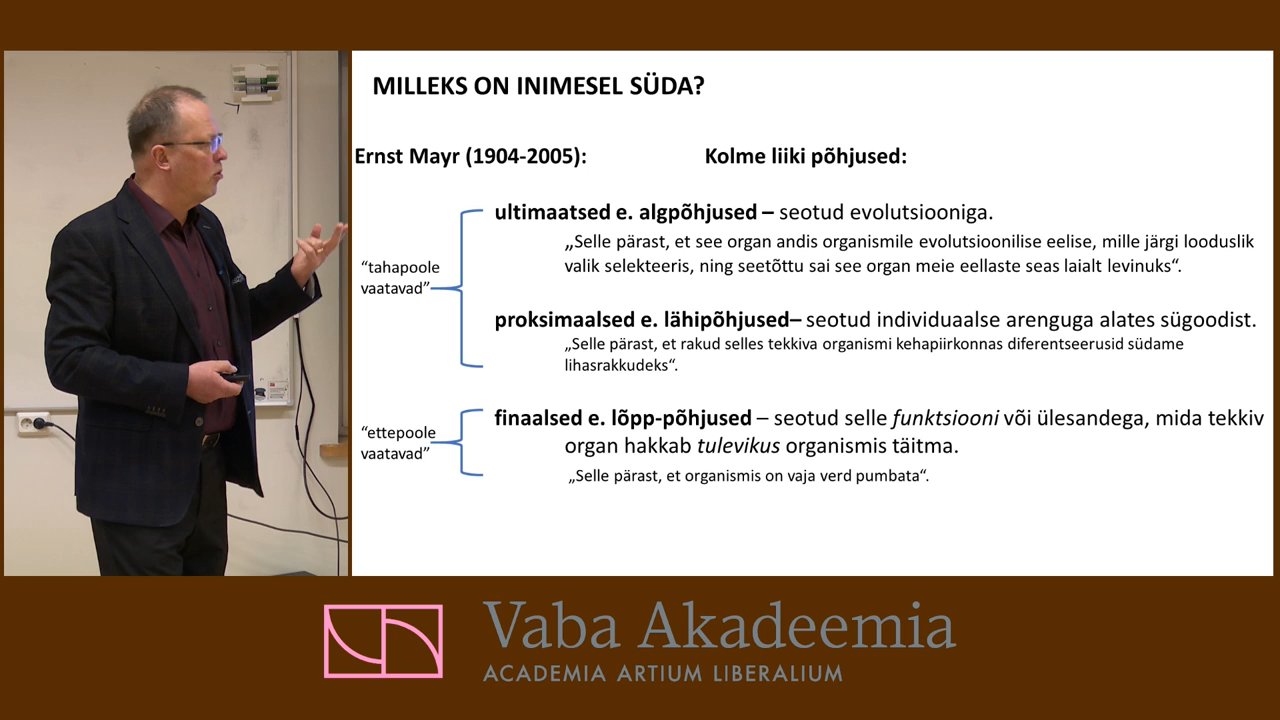 MILLEKS ON INIMESEL SÜDA?
Ernst Mayr (1904-2005):
Kolme liiki põhjused:
ultimaatsed e. algpõhjused – seotud evolutsiooniga.
„Selle pärast, et see organ andis organismile evolutsioonilise eelise, mille järgi looduslik
valik selekteeris, ning seetõttu sai see organ meie eellaste seas laialt levinuks“.
“tahapoole
vaatavad”
proksimaalsed e. lähipõhjused– seotud individuaalse arenguga alates sügoodist.
„Selle pärast, et rakud selles tekkiva organismi kehapiirkonnas diferentseerusid südame
lihasrakkudeks“.
finaalsed e. lõpp-põhjused – seotud selle funktsiooni või ülesandega, mida tekkiv
organ hakkab tulevikus organismis täitma.
“ettepoole
vaatavad”
„Selle pärast, et organismis on vaja verd pumbata“.
Vaba Akadeemia
ACADEMIA ARTIUM LIBERALIUM